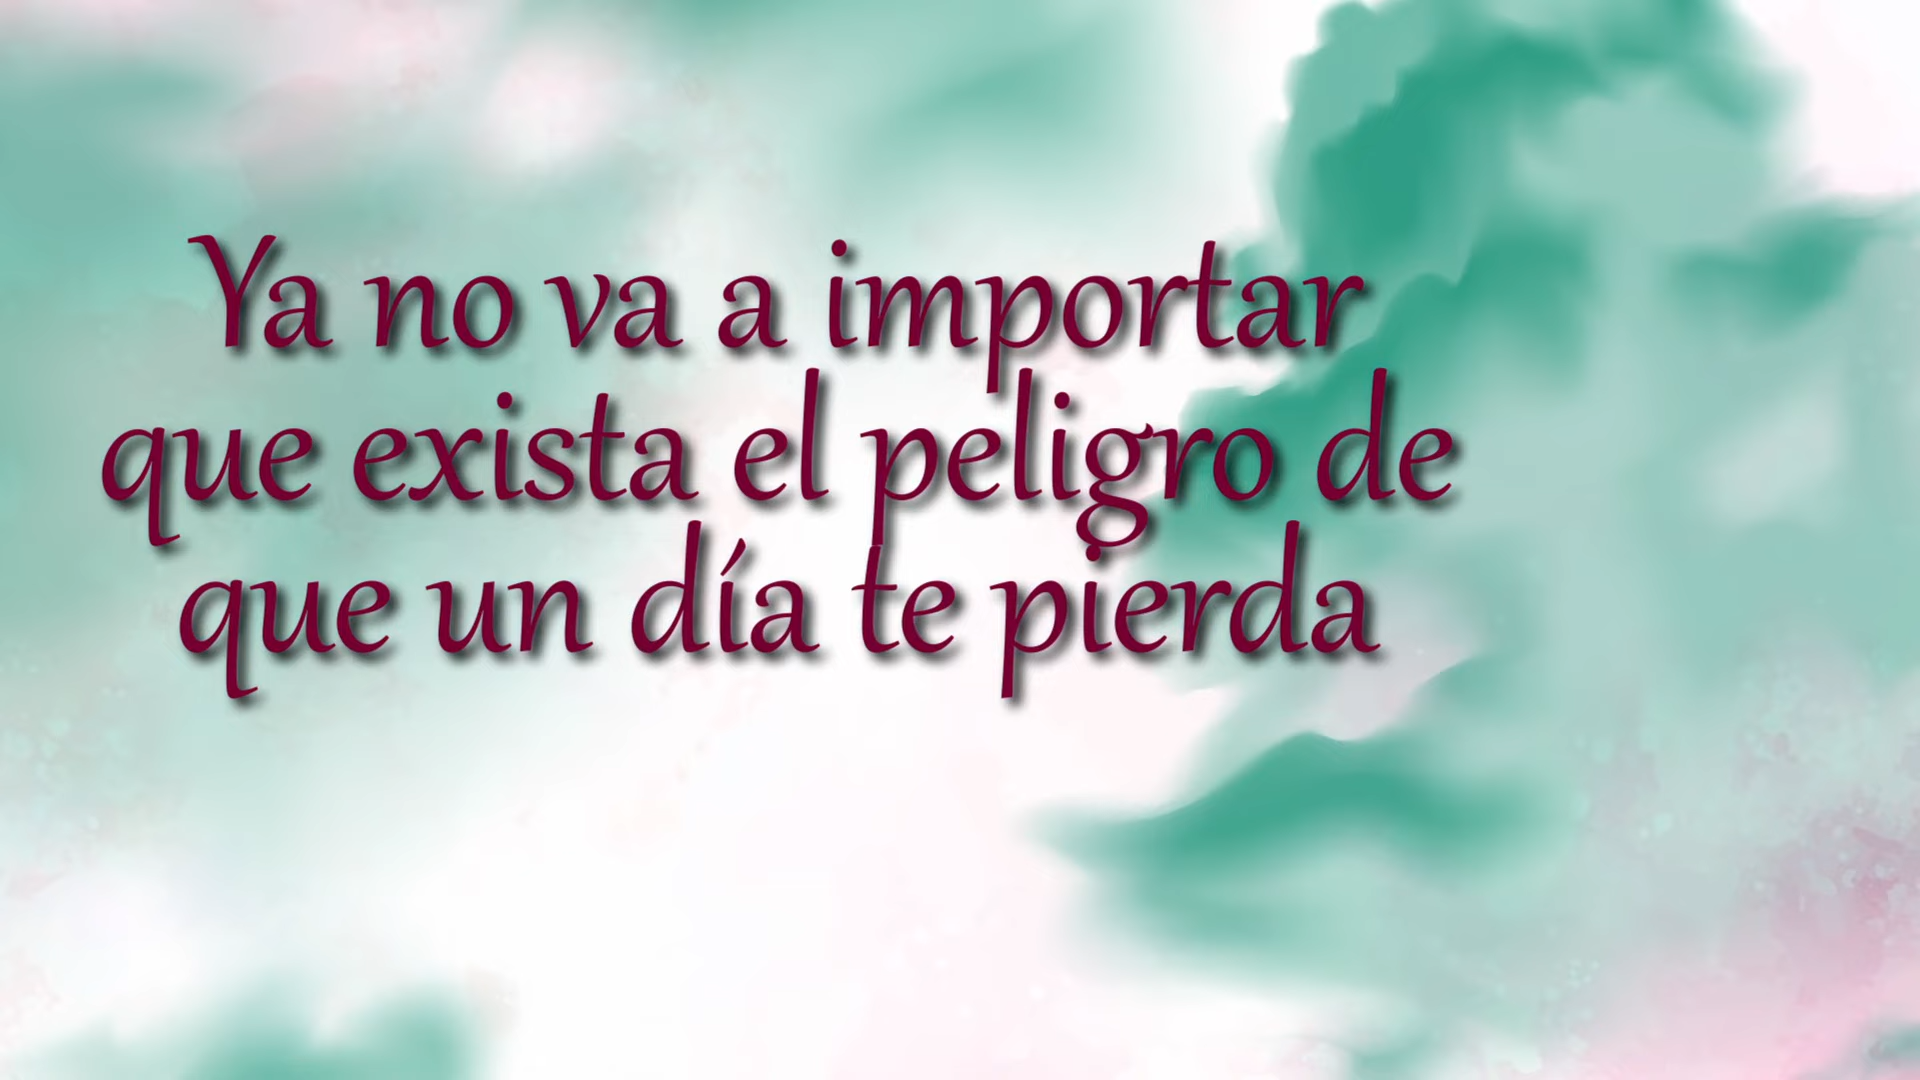 Ya no va a importar
que exista el peligro de
que un día te pierda